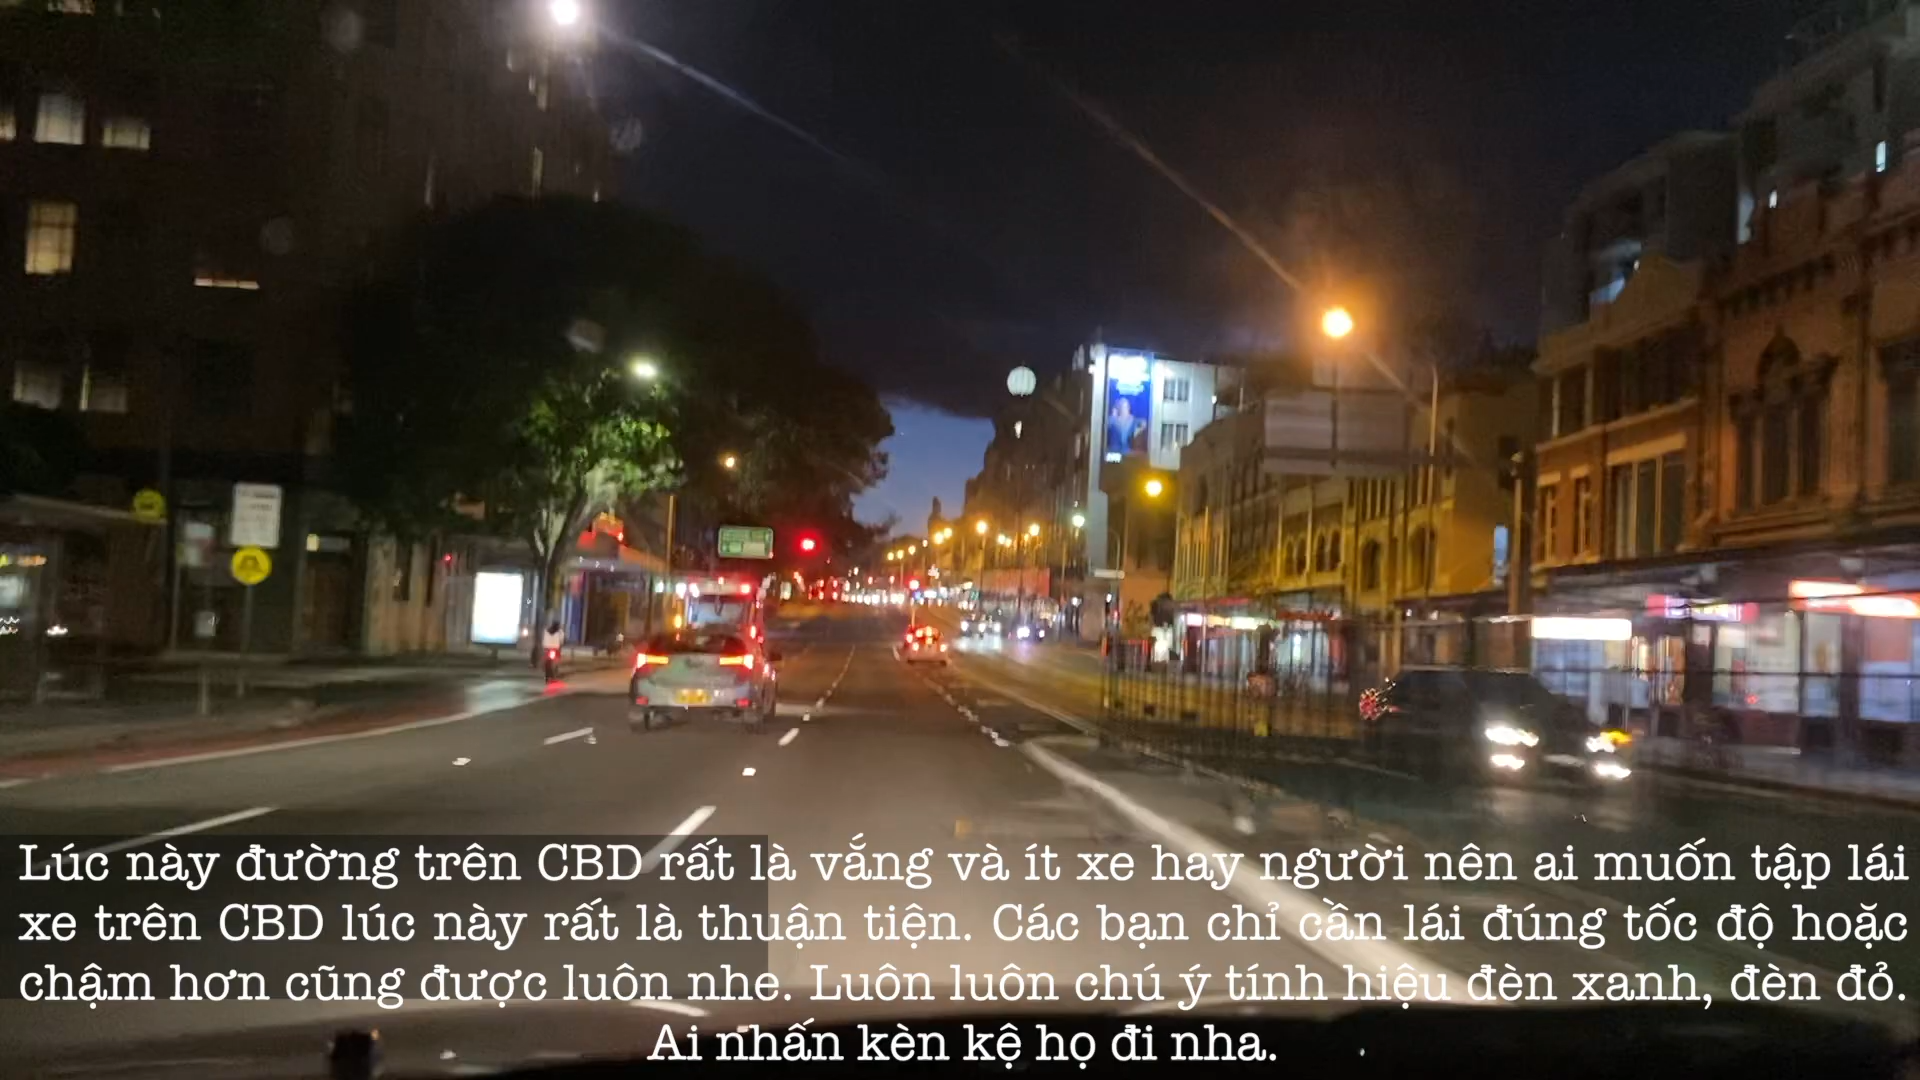 Lúc này đường trên CBD rất là vắng và ít xe hay người nên ai muốn tập lái
xe trên CBD lúc này rất là thuận tiện. Các bạn chỉ cần lái đúng tốc độ hoặc
chậm hơn cũng được luôn nhe. Luôn luôn chú ý tính hiệu đèn xanh, đèn đỏ.
Ai nhấn kèn kệ họ đi nha.